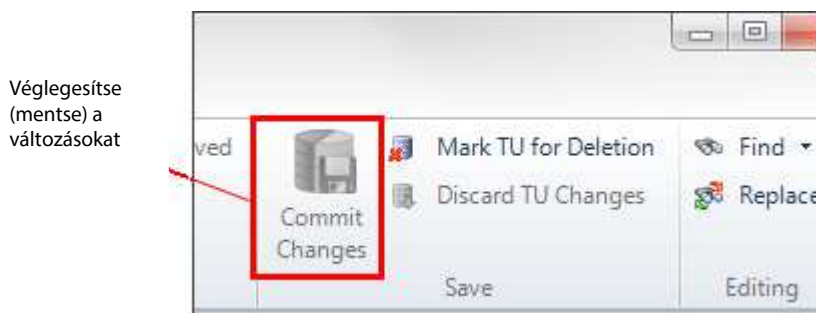 Véglegesítse
(mentse) a
változásokat
ved
Commit
Changes
Mark TU for Deletion
Discard TU Changes
Save
Find
Replace
Editing